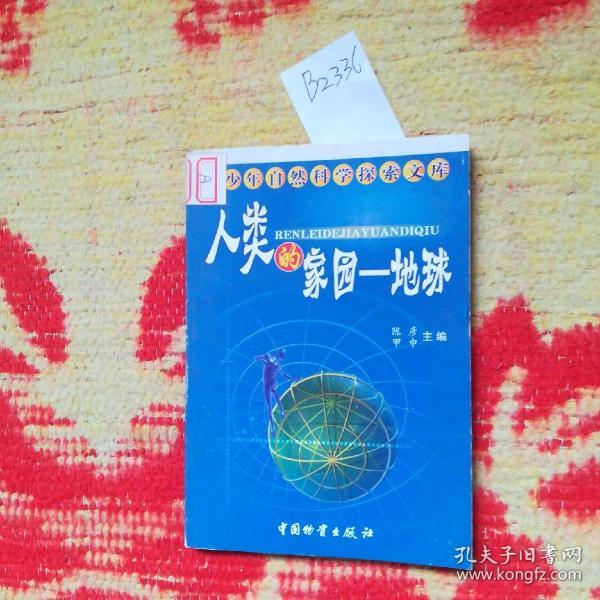 B2336
A
少年自然科学探索文库
RENLEIDEJIAYUANDIQIU
人类的家园—地球
陈彦
甲申
主编
中国物资出版社
孔夫子旧书网
www.kongfz.com